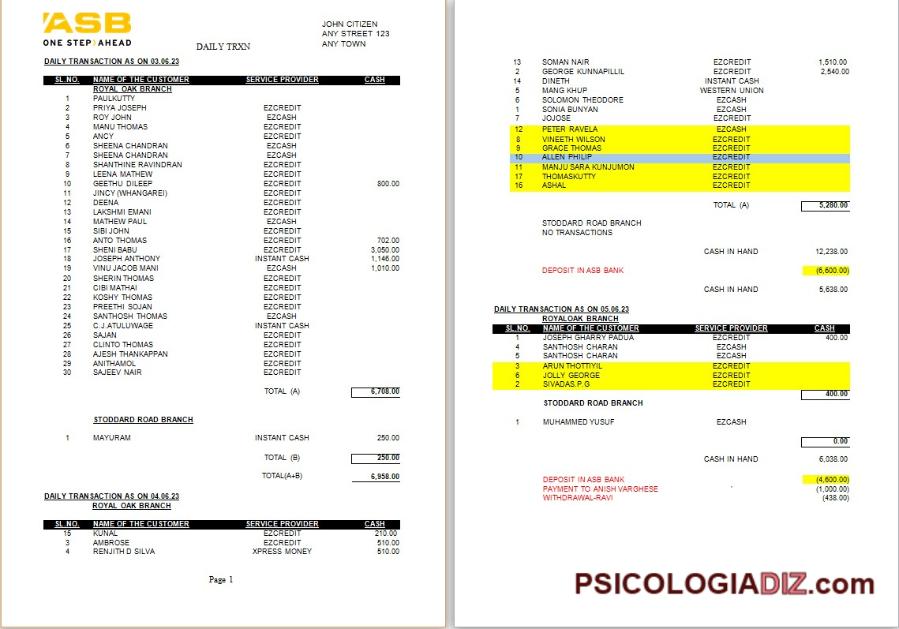 ASB
ONE STEP AHEAD
DAILY TRXN
JOHN CITIZEN
ANY STREET 123
ANY TOWN
DAILY TRANSACTION AS ON 03.06.23
SL.NO. NAME OF THE CUSTOMER SERVICE PROVIDER CASH
ROYAL OAK BRANCH
1 PAULKUTTY
2 PRIYA JOSEPH EZCREDIT
3 ROY JOHN EZCASH
4 MANU THOMAS EZCREDIT
5 ANCY EZCREDIT
6 SHEENA CHANDRAN EZCASH
7 SHEENA CHANDRAN EZCASH
8 SHANTHINE RAVINDRAN EZCREDIT
9 LEENA MATHEW EZCREDIT
10 GEETHU DILEEP EZCREDIT 800.00
11 JINCY (WHANGAREI) EZCREDIT
12 DEENA EZCREDIT
13 LAKSHMI EMANI EZCREDIT
14 MATHEW PAUL EZCASH
15 SIBI JOHN EZCREDIT
16 ANTO THOMAS EZCREDIT 702.00
17 SHENI BABU EZCREDIT 3,050.00
18 JOSEPH ANTHONY INSTANT CASH 1,146.00
19 VINU JACOB MANI EZCASH 1,010.00
20 SHERIN THOMAS EZCREDIT
21 CIBI MATHAI EZCREDIT
22 KOSHY THOMAS EZCREDIT
23 PREETHI SOJAN EZCREDIT
24 SANTHOSH THOMAS EZCASH
25 C.J.ATULUWAGE INSTANT CASH
26 SAJAN EZCREDIT
27 CLINTO THOMAS EZCREDIT
28 AJESH THANKAPPAN EZCREDIT
29 ANITHAMOL EZCREDIT
30 SAJEEV NAIR EZCREDIT
TOTAL (A) 6,708.00
STODDARD ROAD BRANCH
1 MAYURAM INSTANT CASH 250.00
TOTAL (B) 250.00
TOTAL(A+B) 6,958.00
DAILY TRANSACTION AS ON 04.06.23
ROYAL OAK BRANCH
SL.NO. NAME OF THE CUSTOMER SERVICE PROVIDER CASH
15 KUNAL EZCREDIT 210.00
3 AMBROSE EZCREDIT 510.00
4 RENJITH D SILVA XPRESS MONEY 510.00
Page 1
13 SOMAN NAIR EZCREDIT 1,510.00
2 GEORGE KUNNAPILLIL EZCREDIT 2,540.00
14 DINETH INSTANT CASH
5 MANG KHUP WESTERN UNION
6 SOLOMON THEODORE EZCASH
1 SONIA BUNYAN EZCASH
7 JOJOSE EZCREDIT
12 PETER RAVELA EZCASH
8 VINEETH WILSON EZCREDIT
9 GRACE THOMAS EZCREDIT
10 ALLEN PHILIP EZCREDIT
11 MANJU SARA KUNJUMON EZCREDIT
17 THOMASKUTTY EZCREDIT
16 ASHAL EZCREDIT
TOTAL (A) 5,280.00
STODDARD ROAD BRANCH
NO TRANSACTIONS
CASH IN HAND 12,238.00
DEPOSIT IN ASB BANK (6,600.00)
CASH IN HAND 5,638.00
DAILY TRANSACTION AS ON 05.06.23
ROYALOAK BRANCH
SL.NO. NAME OF THE CUSTOMER SERVICE PROVIDER CASH
1 JOSEPH GHARRY PADUA EZCREDIT 400.00
4 SANTHOSH CHARAN EZCASH
5 SANTHOSH CHARAN EZCASH
3 ARUN THOTTIYIL EZCREDIT
6 JOLLY GEORGE EZCREDIT
2 SIVADAS.P.G EZCREDIT
400.00
STODDARD ROAD BRANCH
1 MUHAMMED YUSUF EZCASH
0.00
CASH IN HAND 6,038.00
DEPOSIT IN ASB BANK (4,600.00)
PAYMENT TO ANISH VARGHESE (1,000.00)
WITHDRAWAL-RAVI (438.00)
PSICOLOGIADIZ.com